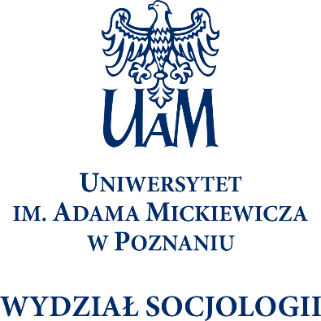 UAM
UNIWERSYTET
IM. ADAMA MICKIEWICZA
W POZNANIU
WYDZIAŁ SOCJOLOGII